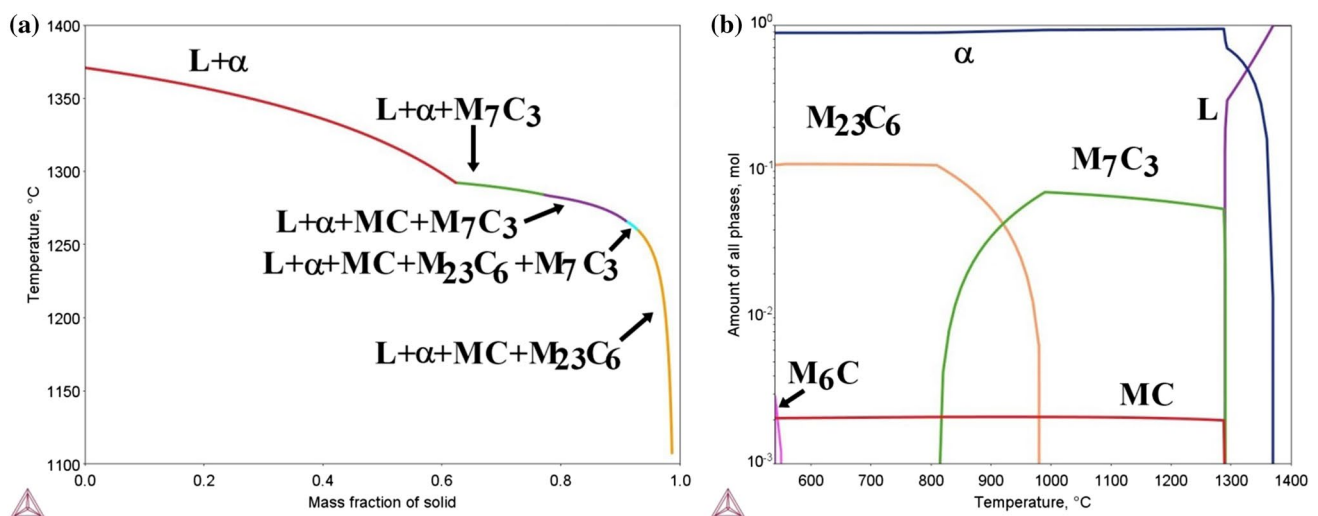 (a)
1400
1350
1300
1250
1200
1150
1100
Temperature, °C
0.0 0.2 0.4 0.6 0.8 1.0
Mass fraction of solid
L+α
L+α+M7C3
L+α+MC+M7C3
L+α+MC+M23C6 +M7 C3
L+α+MC+M23C6
(b)
10^0
10^-1
10^-2
10^-3
Amount of all phases, mol
600 700 800 900 1000 1100 1200 1300 1400
Temperature, °C
α
L
M23C6
M7C3
M6C
MC